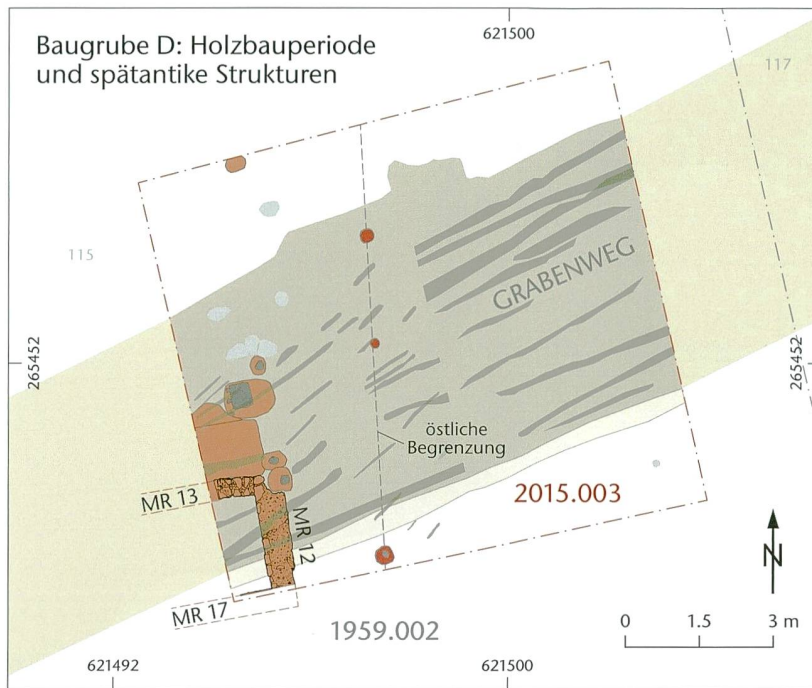 Baugrube D: Holzbauperiode
und spätantike Strukturen
621500
117
115
GRABENWEG
265452
265452
östliche
Begrenzung
MR 13
MR 12
2015.003
MR 17
1959.002
N
0 1.5 3 m
621492
621500